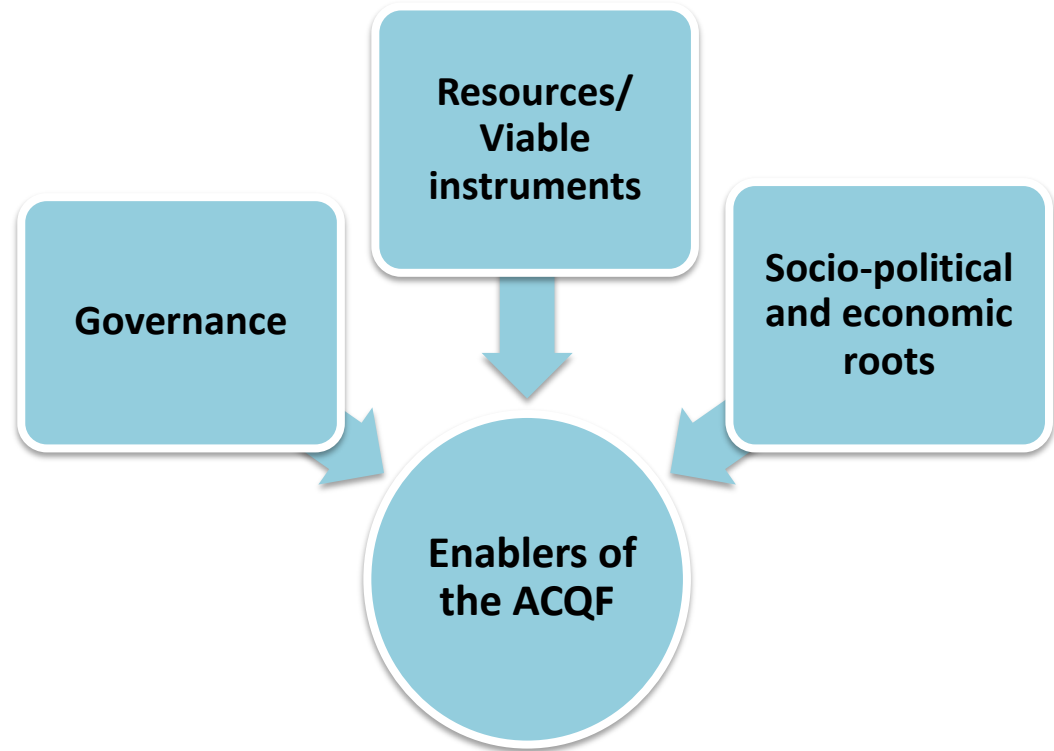 Resources/
Viable
instruments
Governance
Socio-political
and economic
roots
Enablers of
the ACQF